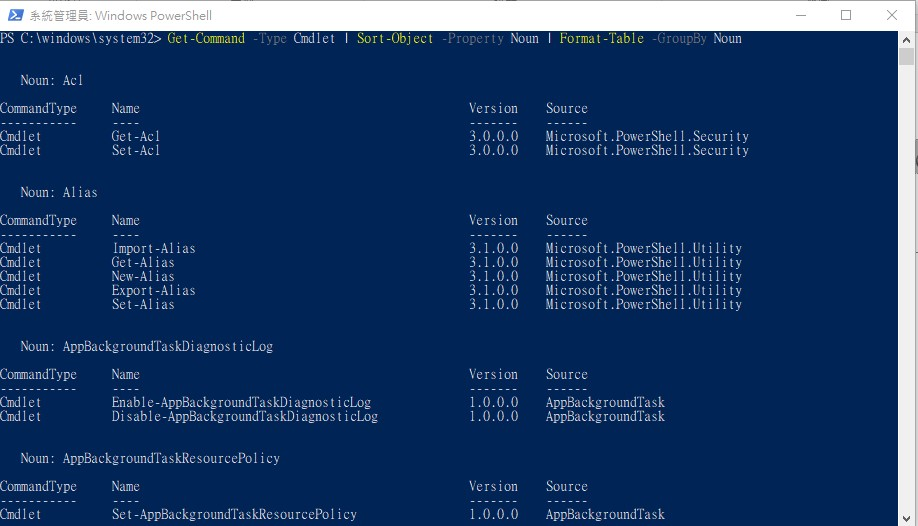 系統管理員: Windows PowerShell
PS C:\windows\system32> Get-Command -Type Cmdlet | Sort-Object -Property Noun | Format-Table -GroupBy Noun
Noun: Acl
CommandType Name Version Source
----------- ---- ------- ------
Cmdlet Get-Acl 3.0.0.0 Microsoft.PowerShell.Security
Cmdlet Set-Acl 3.0.0.0 Microsoft.PowerShell.Security
Noun: Alias
CommandType Name Version Source
----------- ---- ------- ------
Cmdlet Import-Alias 3.1.0.0 Microsoft.PowerShell.Utility
Cmdlet Get-Alias 3.1.0.0 Microsoft.PowerShell.Utility
Cmdlet New-Alias 3.1.0.0 Microsoft.PowerShell.Utility
Cmdlet Export-Alias 3.1.0.0 Microsoft.PowerShell.Utility
Cmdlet Set-Alias 3.1.0.0 Microsoft.PowerShell.Utility
Noun: AppBackgroundTaskDiagnosticLog
CommandType Name Version Source
----------- ---- ------- ------
Cmdlet Enable-AppBackgroundTaskDiagnosticLog 1.0.0.0 AppBackgroundTask
Cmdlet Disable-AppBackgroundTaskDiagnosticLog 1.0.0.0 AppBackgroundTask
Noun: AppBackgroundTaskResourcePolicy
CommandType Name Version Source
----------- ---- ------- ------
Cmdlet Set-AppBackgroundTaskResourcePolicy 1.0.0.0 AppBackgroundTask